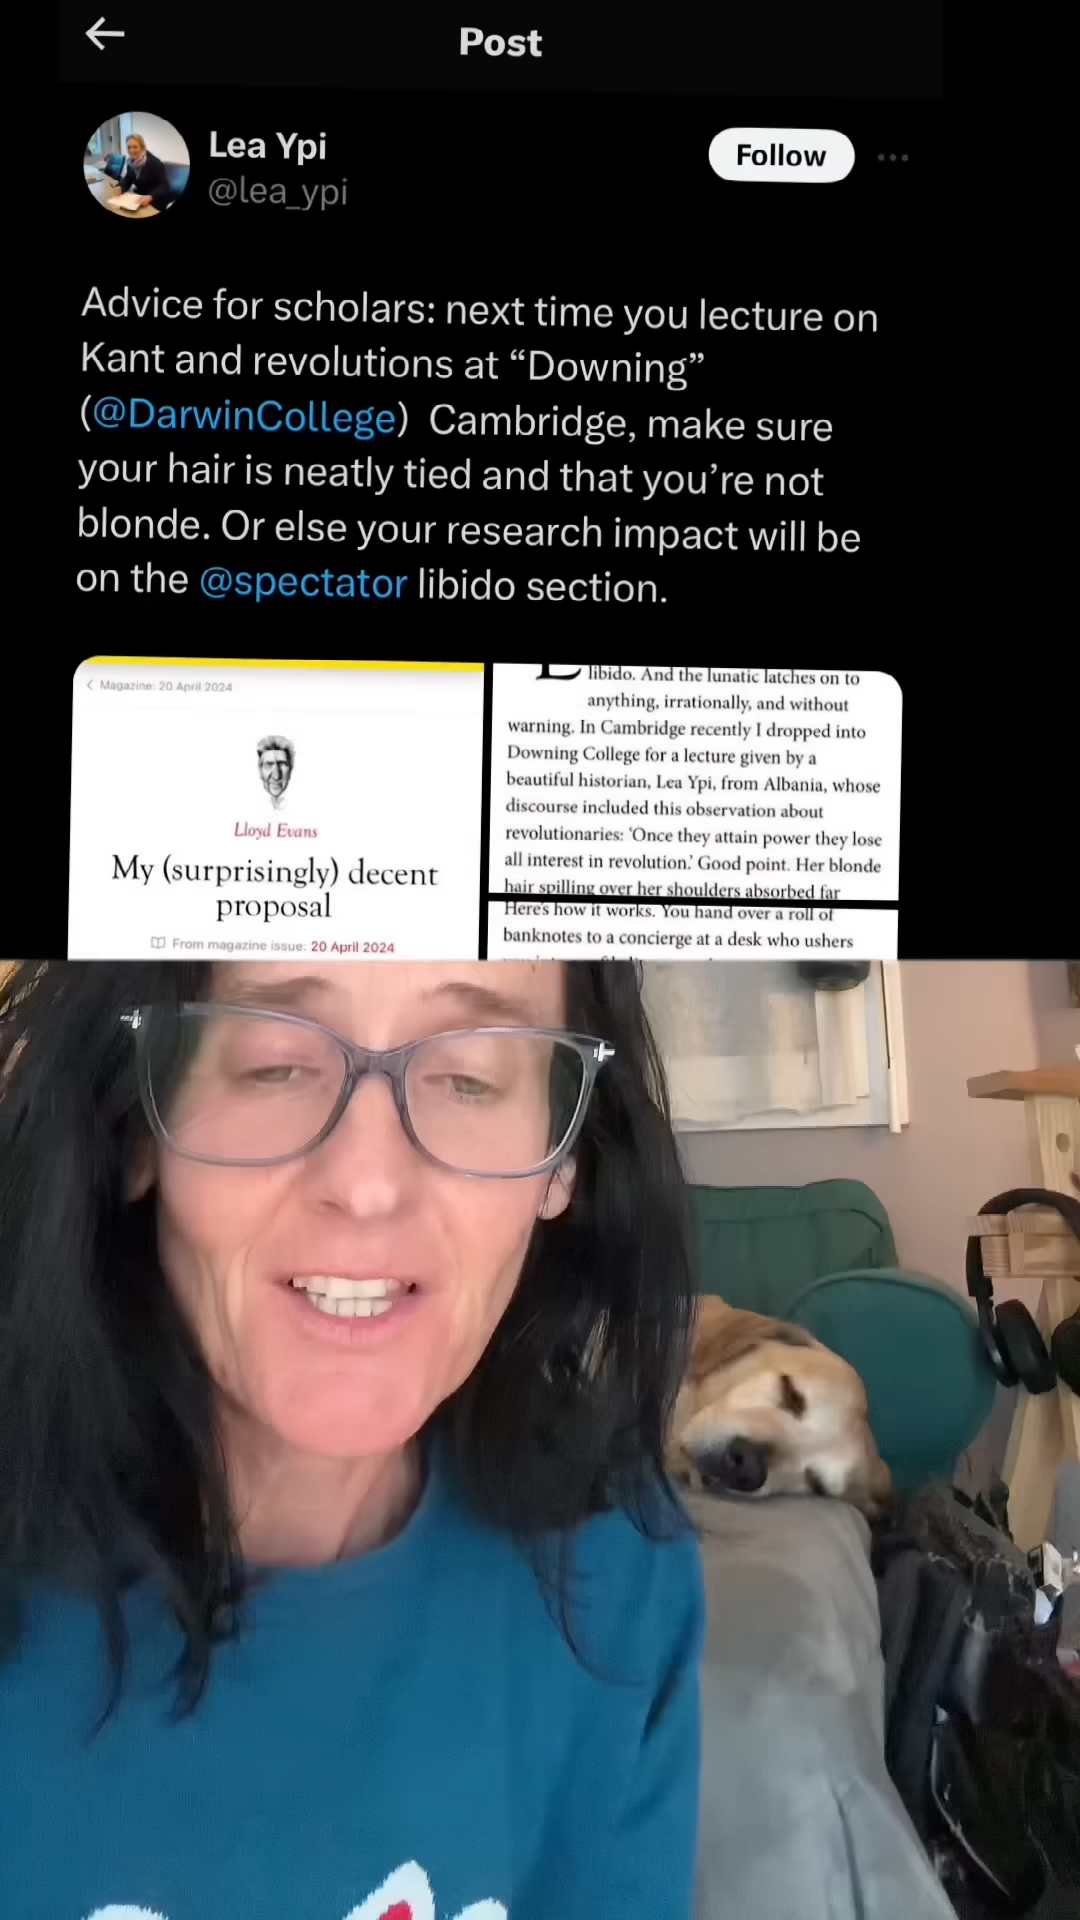 Post
Lea Ypi
@lea_ypi
Follow
Advice for scholars: next time you lecture on
Kant and revolutions at “Downing”
(@DarwinCollege) Cambridge, make sure
your hair is neatly tied and that you’re not
blonde. Or else your research impact will be
on the @spectator libido section.
Magazine: 20 April 2024
Lloyd Evans
My (surprisingly) decent
proposal
From magazine issue: 20 April 2024
libido. And the lunatic latches on to
anything, irrationally, and without
warning. In Cambridge recently I dropped into
Downing College for a lecture given by a
beautiful historian, Lea Ypi, from Albania, whose
discourse included this observation about
revolutionaries: ‘Once they attain power they lose
all interest in revolution.’ Good point. Her blonde
hair spilling over her shoulders absorbed far
Here’s how it works. You hand over a roll of
banknotes to a concierge at a desk who ushers